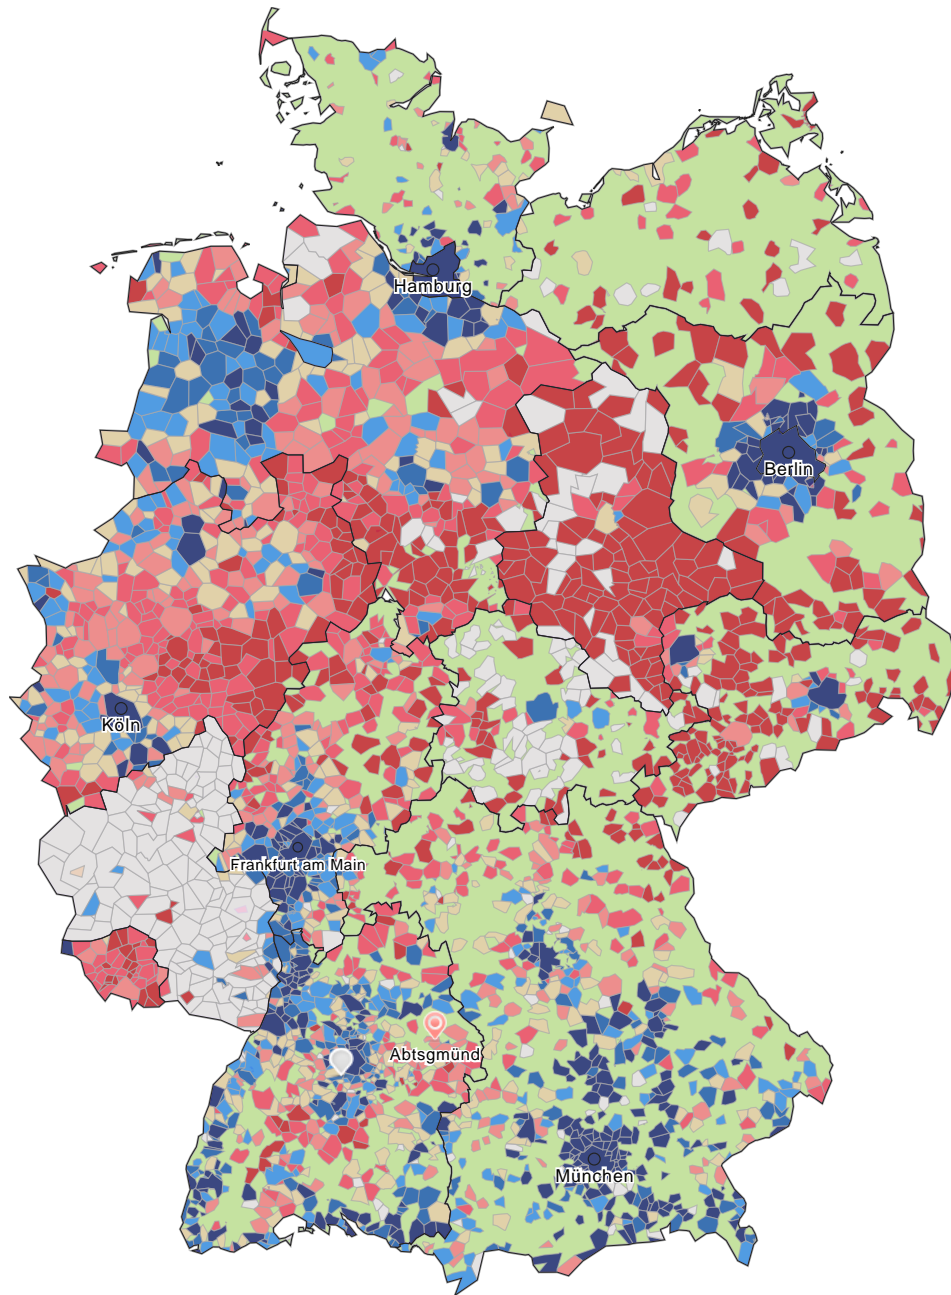 Hamburg
Berlin
Köln
Frankfurt am Main
Abtsgmünd
München